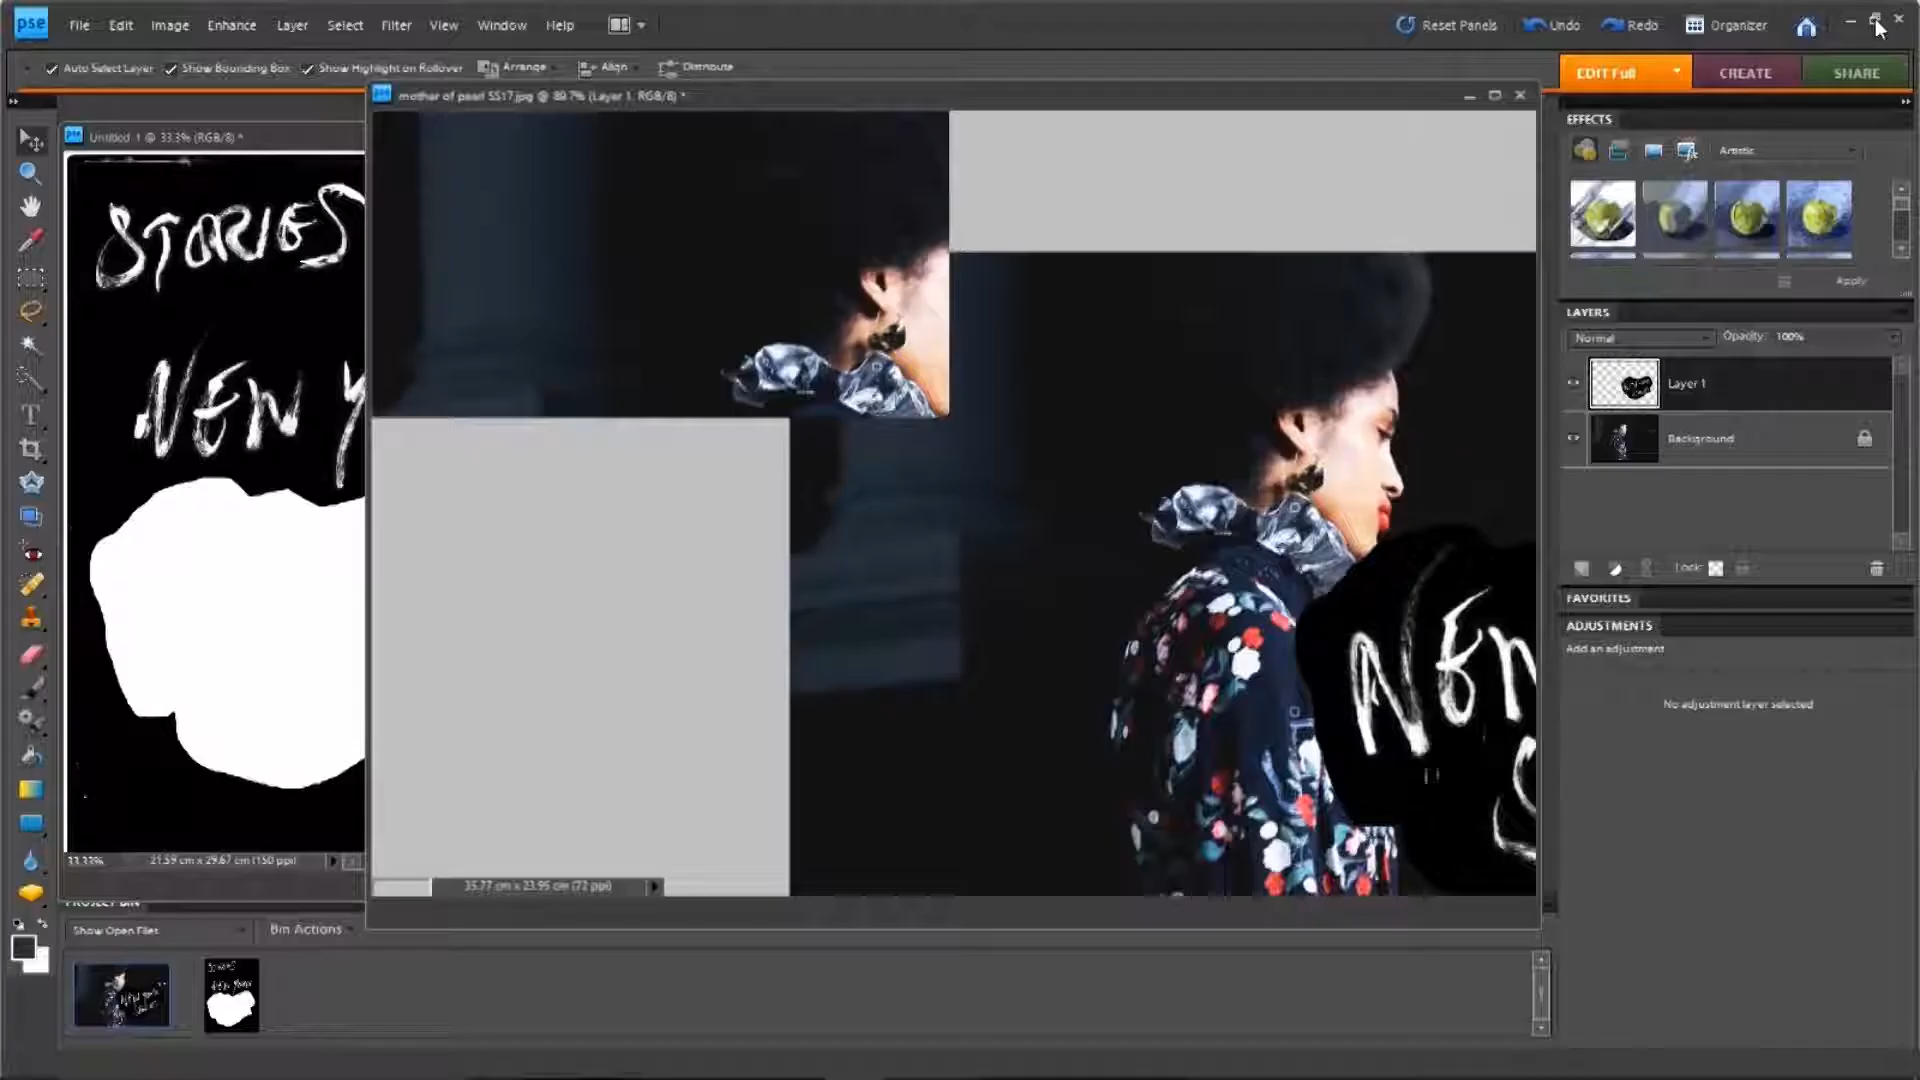 pse File Edit Image Enhance Layer Select Filter View Window Help Reset Panels Undo Redo Organizer
Auto Select Layer Show Bounding Box Show Highlight on Rollover Arrange Align Distribute
EDIT Full CREATE SHARE
mother of pearl SS17.jpg @ 89.7% (Layer 1, RGB/8) *
Untitled-1 @ 33.3% (RGB/8) *
STORIES
NEW Y
NEW
S
33.33% 21.59 cm x 29.67 cm (150 ppi)
35.77 cm x 23.95 cm (72 ppi)
EFFECTS
Artistic
Apply
LAYERS
Normal Opacity: 100%
Layer 1
Background
Lock:
FAVORITES
ADJUSTMENTS
Add an adjustment
No adjustment layer selected
PROJECT BIN
Show Open Files Bin Actions